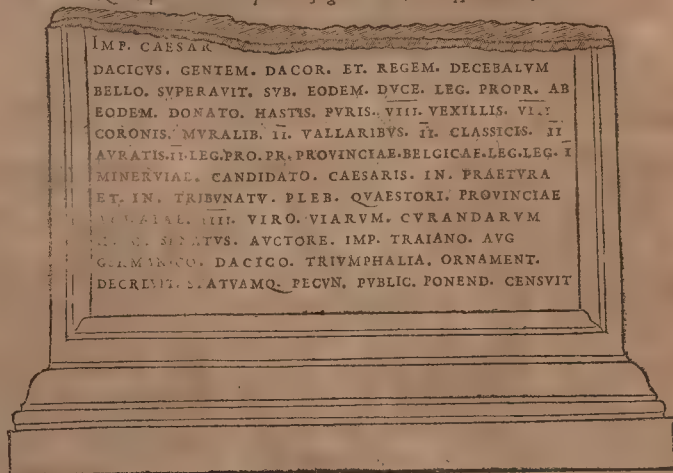 IMP. CAESAR
DACICVS. GENTEM. DACOR. ET. REGEM. DECEBALVM
BELLO. SVPERAVIT. SVB. EODEM. DVCE. LEG. PROPR. AB
EODEM. DONATO. HASTIS. PVRIS. VIII. VEXILLIS.
CORONIS. MVRALIB. II. VALLARIBVS. II. CLASSICIS. II
AVRATIS. II. LEG. PRO. PR. PROVINCIAE. BELGICAE. LEG. LEG. I
MINERVIAE. CANDIDATO. CAESARIS. IN. PRAETVRA
ET. IN. TRIBVNATV. PLEB. QVAESTORI. PROVINCIAE
IIII. VIRO. VIARVM. CVRANDARVM
AVCTORE. IMP. TRAIANO. AVG
DACICO. TRIVMPHALIA. ORNAMENT.
PECVN. PVBLIC. PONEND. CENSVIT